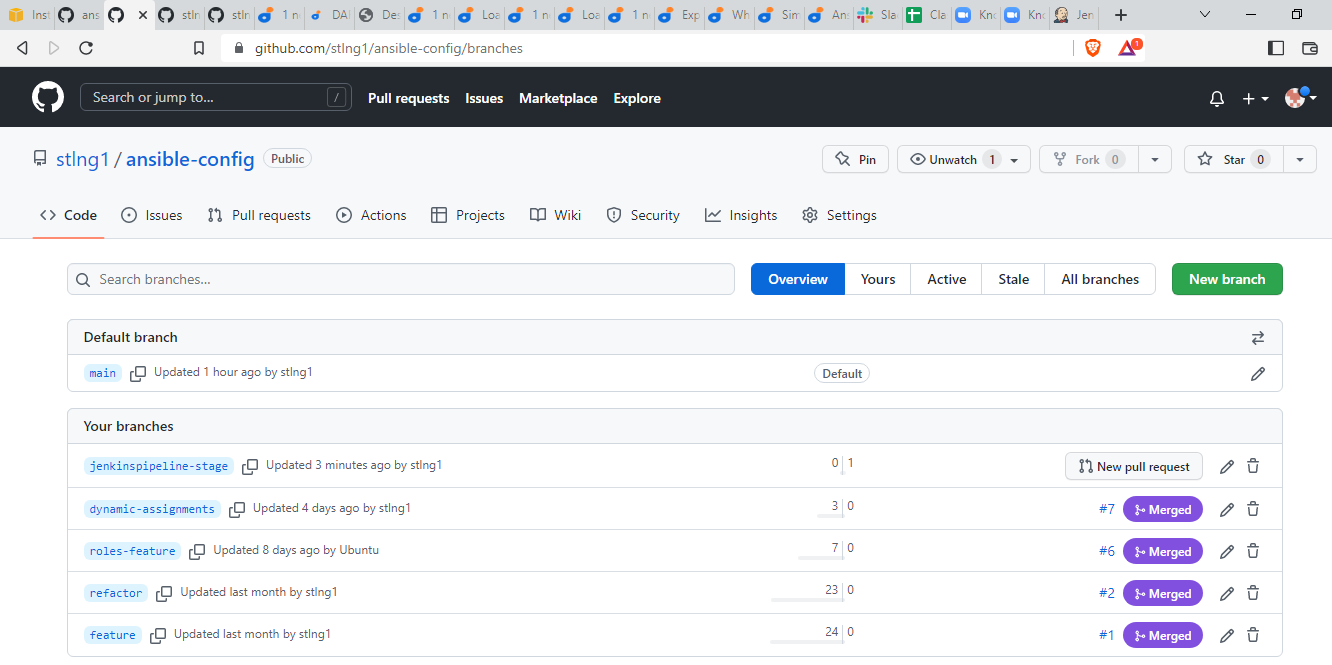 Inst ans stln stln 1 n DAI Des 1 n Loa 1 n Loa 1 n Exp Wh Sim Ans Sla Cla Kno Kno Jen
github.com/stlng1/ansible-config/branches 1
Search or jump to... / Pull requests Issues Marketplace Explore
stlng1 / ansible-config Public Pin Unwatch 1 Fork 0 Star 0
Code Issues Pull requests Actions Projects Wiki Security Insights Settings
Search branches... Overview Yours Active Stale All branches New branch
Default branch
main Updated 1 hour ago by stlng1 Default
Your branches
jenkinspipeline-stage Updated 3 minutes ago by stlng1 0 1 New pull request
dynamic-assignments Updated 4 days ago by stlng1 3 0 #7 Merged
roles-feature Updated 8 days ago by Ubuntu 7 0 #6 Merged
refactor Updated last month by stlng1 23 0 #2 Merged
feature Updated last month by stlng1 24 0 #1 Merged